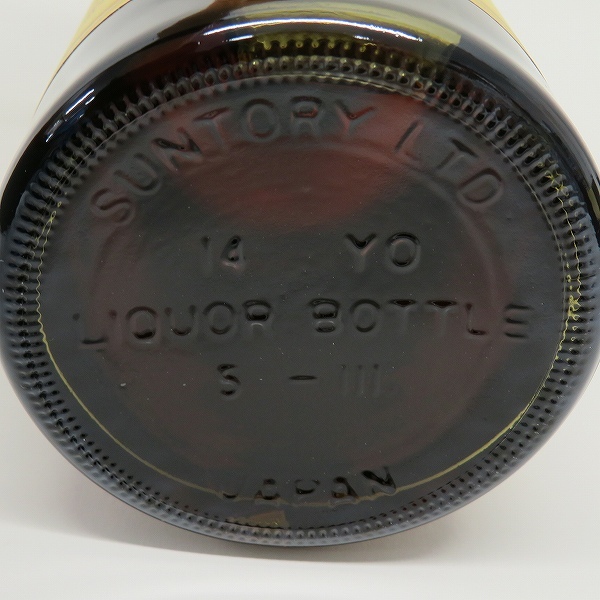 SUNTORY LTD
14 YO
LIQUOR BOTTLE
S - III
JAPAN